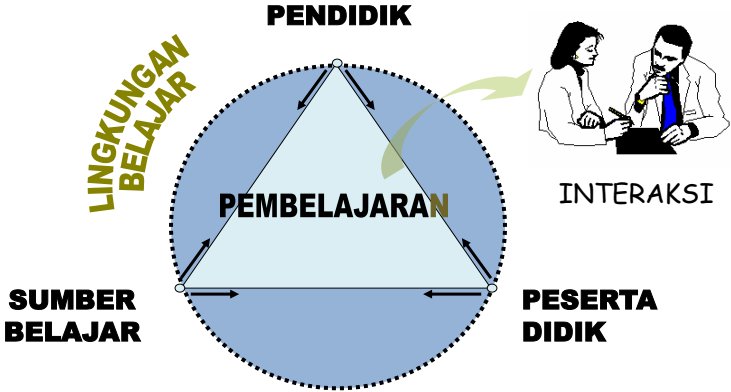 PENDIDIK
LINGKUNGAN
BELAJAR
PEMBELAJARAN
INTERAKSI
SUMBER
BELAJAR
PESERTA
DIDIK